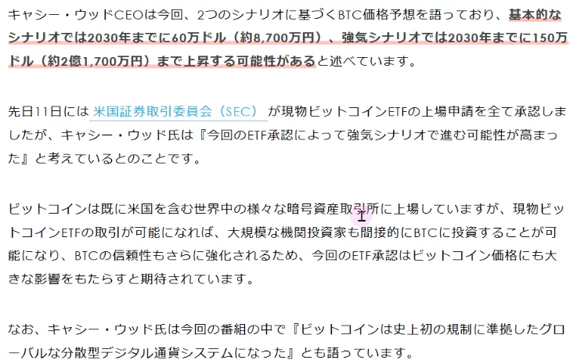 キャシー・ウッドCEOは今回、2つのシナリオに基づくBTC価格予想を語っており、基本的な
シナリオでは2030年までに60万ドル（約8,700万円）、強気シナリオでは2030年までに150万
ドル（約2億1,700万円）まで上昇する可能性があると述べています。
先日11日には 米国証券取引委員会（SEC） が現物ビットコインETFの上場申請を全て承認しま
したが、キャシー・ウッド氏は『今回のETF承認によって強気シナリオで進む可能性が高まっ
た』と考えているとのことです。
ビットコインは既に米国を含む世界中の様々な暗号資産取引所に上場していますが、現物ビッ
トコインETFの取引が可能になれば、大規模な機関投資家も間接的にBTCに投資することが可
能になり、BTCの信頼性もさらに強化されるため、今回のETF承認はビットコイン価格にも大
きな影響をもたらすと期待されています。
なお、キャシー・ウッド氏は今回の番組の中で『ビットコインは史上初の規制に準拠したグロ
ーバルな分散型デジタル通貨システムになった』とも語っています。